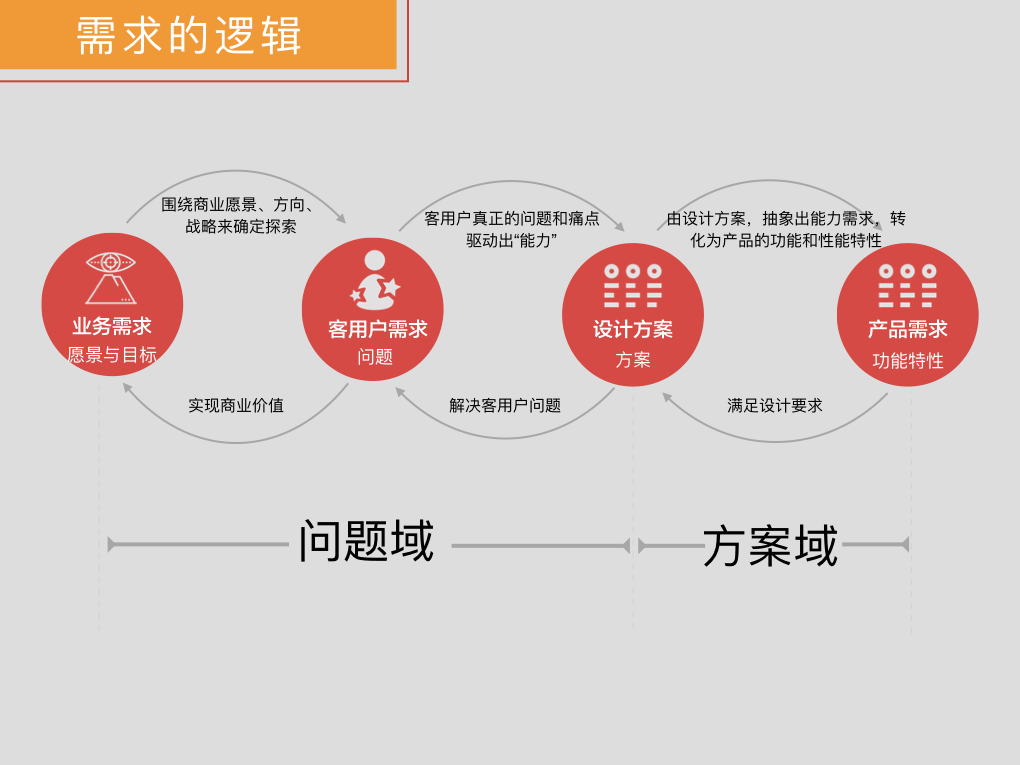 需求的逻辑
围绕商业愿景、方向、
战略来确定探索
客用户真正的问题和痛点
驱动出“能力”
由设计方案，抽象出能力需求，转
化为产品的功能和性能特性
业务需求
愿景与目标
客用户需求
问题
设计方案
方案
产品需求
功能特性
实现商业价值
解决客用户问题
满足设计要求
问题域
方案域